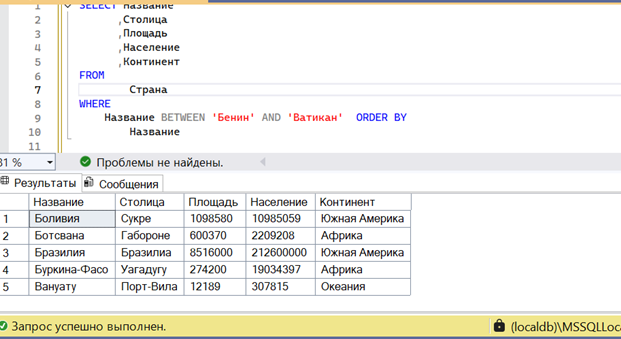 1 SELECT Название
2 ,Столица
3 ,Площадь
4 ,Население
5 ,Континент
6 FROM
7 Страна
8 WHERE
9 Название BETWEEN 'Бенин' AND 'Ватикан' ORDER BY
10 Название
11
31 % Проблемы не найдены.
Результаты Сообщения
Название Столица Площадь Население Континент
1 Боливия Сукре 1098580 10985059 Южная Америка
2 Ботсвана Габороне 600370 2209208 Африка
3 Бразилия Бразилиа 8516000 212600000 Южная Америка
4 Буркина-Фасо Уагадугу 274200 19034397 Африка
5 Вануату Порт-Вила 12189 307815 Океания
Запрос успешно выполнен. (localdb)\MSSQLLoca